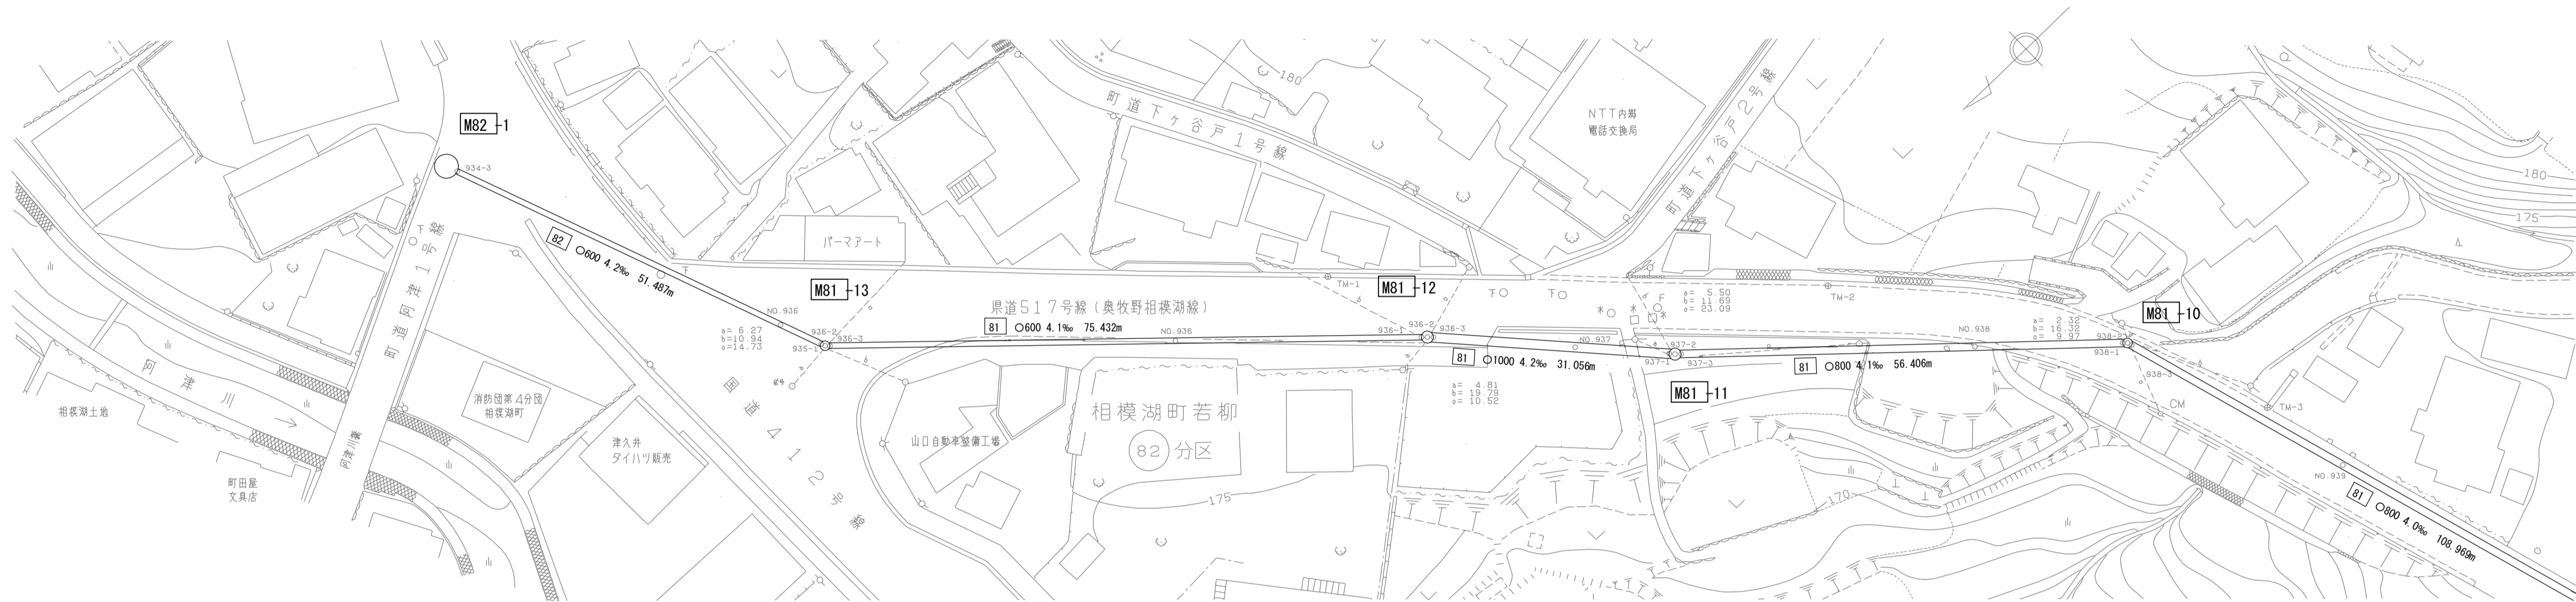 M82 -1
934-3
180
町道下ヶ谷戸1号線
NTT内郷
電話交換局
町道下ヶ谷戸2号線
180
175
町道阿津1号線
下
82 ○600 4.2‰ 51.487m
下
パーマアート
M81 -13
県道517号線(奥牧野相模湖線)
81 ○600 4.1‰ 75.432m
NO.936
a= 6.27
b=10.94
c=14.73
936-2
936-3
935-1
NO.936
TM-1
M81 -12
936-1
936-2
936-3
下○
下○
F
a= 5.50
b= 11.69
c= 23.09
TM-2
NO.937
81 ○1000 4.2‰ 31.056m
a= 4.81
b= 19.79
c= 10.52
937-2
937-1
937-3
M81 -11
81 ○800 4.1‰ 56.406m
NO.938
a= 2.32
b= 16.32
c= 9.97
M81 -10
938-2
938-1
938-3
CM
TM-3
NO.939
81 ○800 4.0‰ 108.969m
阿津川
相模湖土地
町田屋
文具店
阿津川橋
消防団第4分団
相模湖町
津久井
ダイハツ販売
国道412号線
山口自動車整備工場
相模湖町若柳
82 分区
175
170